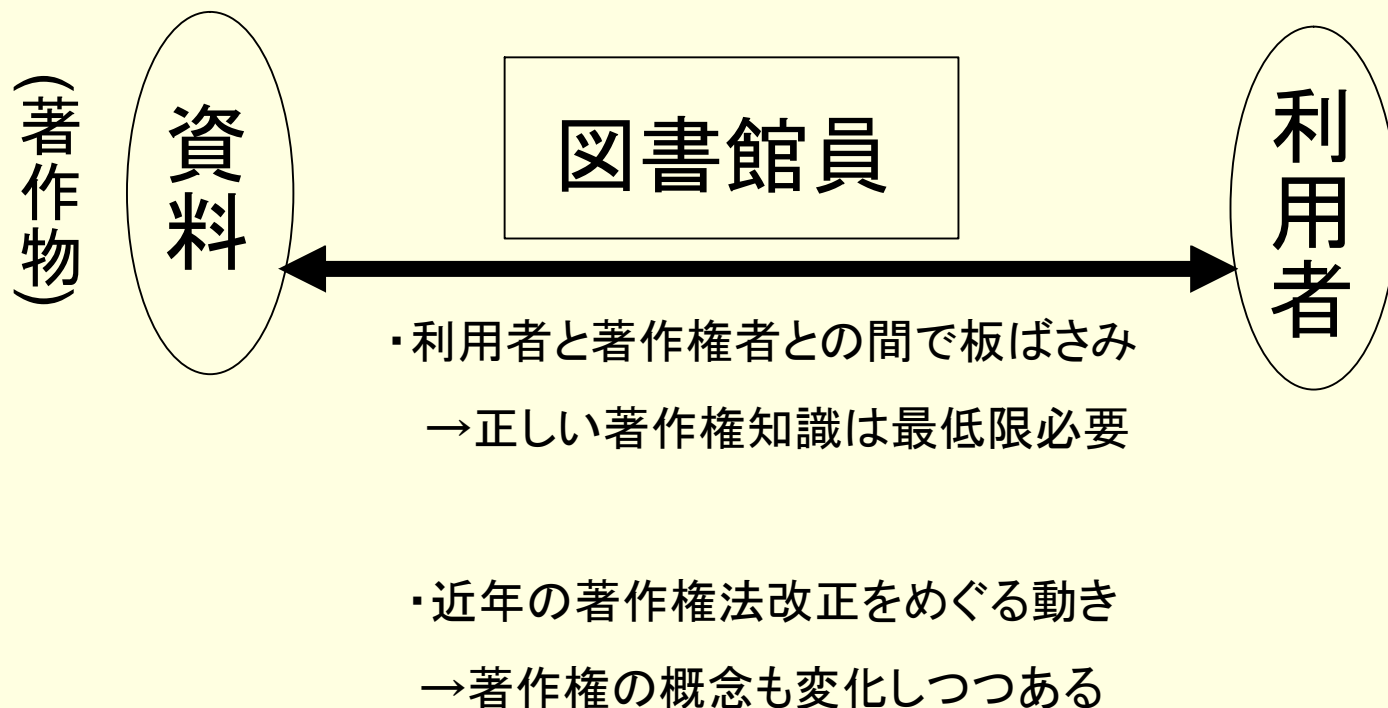 (著作物)
資料
図書館員
利用者
・利用者と著作権者との間で板ばさみ
→正しい著作権知識は最低限必要
・近年の著作権法改正をめぐる動き
→著作権の概念も変化しつつある